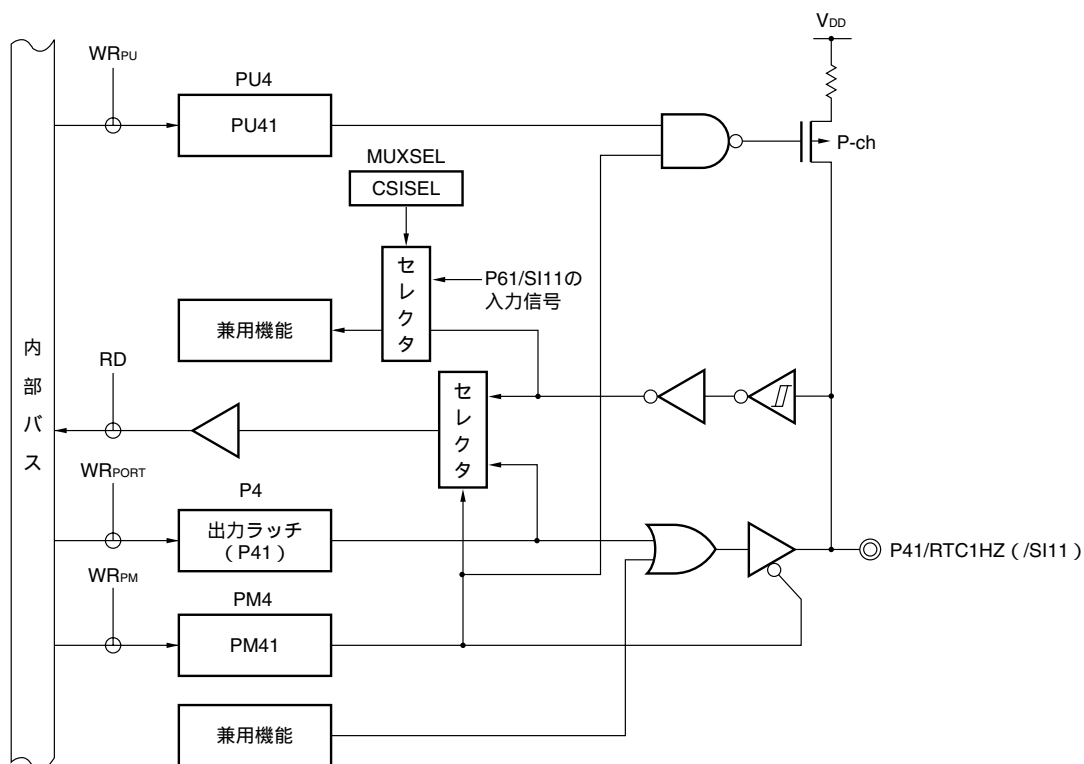 VDD
WRPU
PU4
PU41
P-ch
MUXSEL
CSISEL
セレクタ
P61/SI11の
入力信号
兼用機能
内部バス
RD
セレクタ
WRPORT
P4
出力ラッチ
（P41）
P41/RTC1HZ（/SI11）
WRPM
PM4
PM41
兼用機能